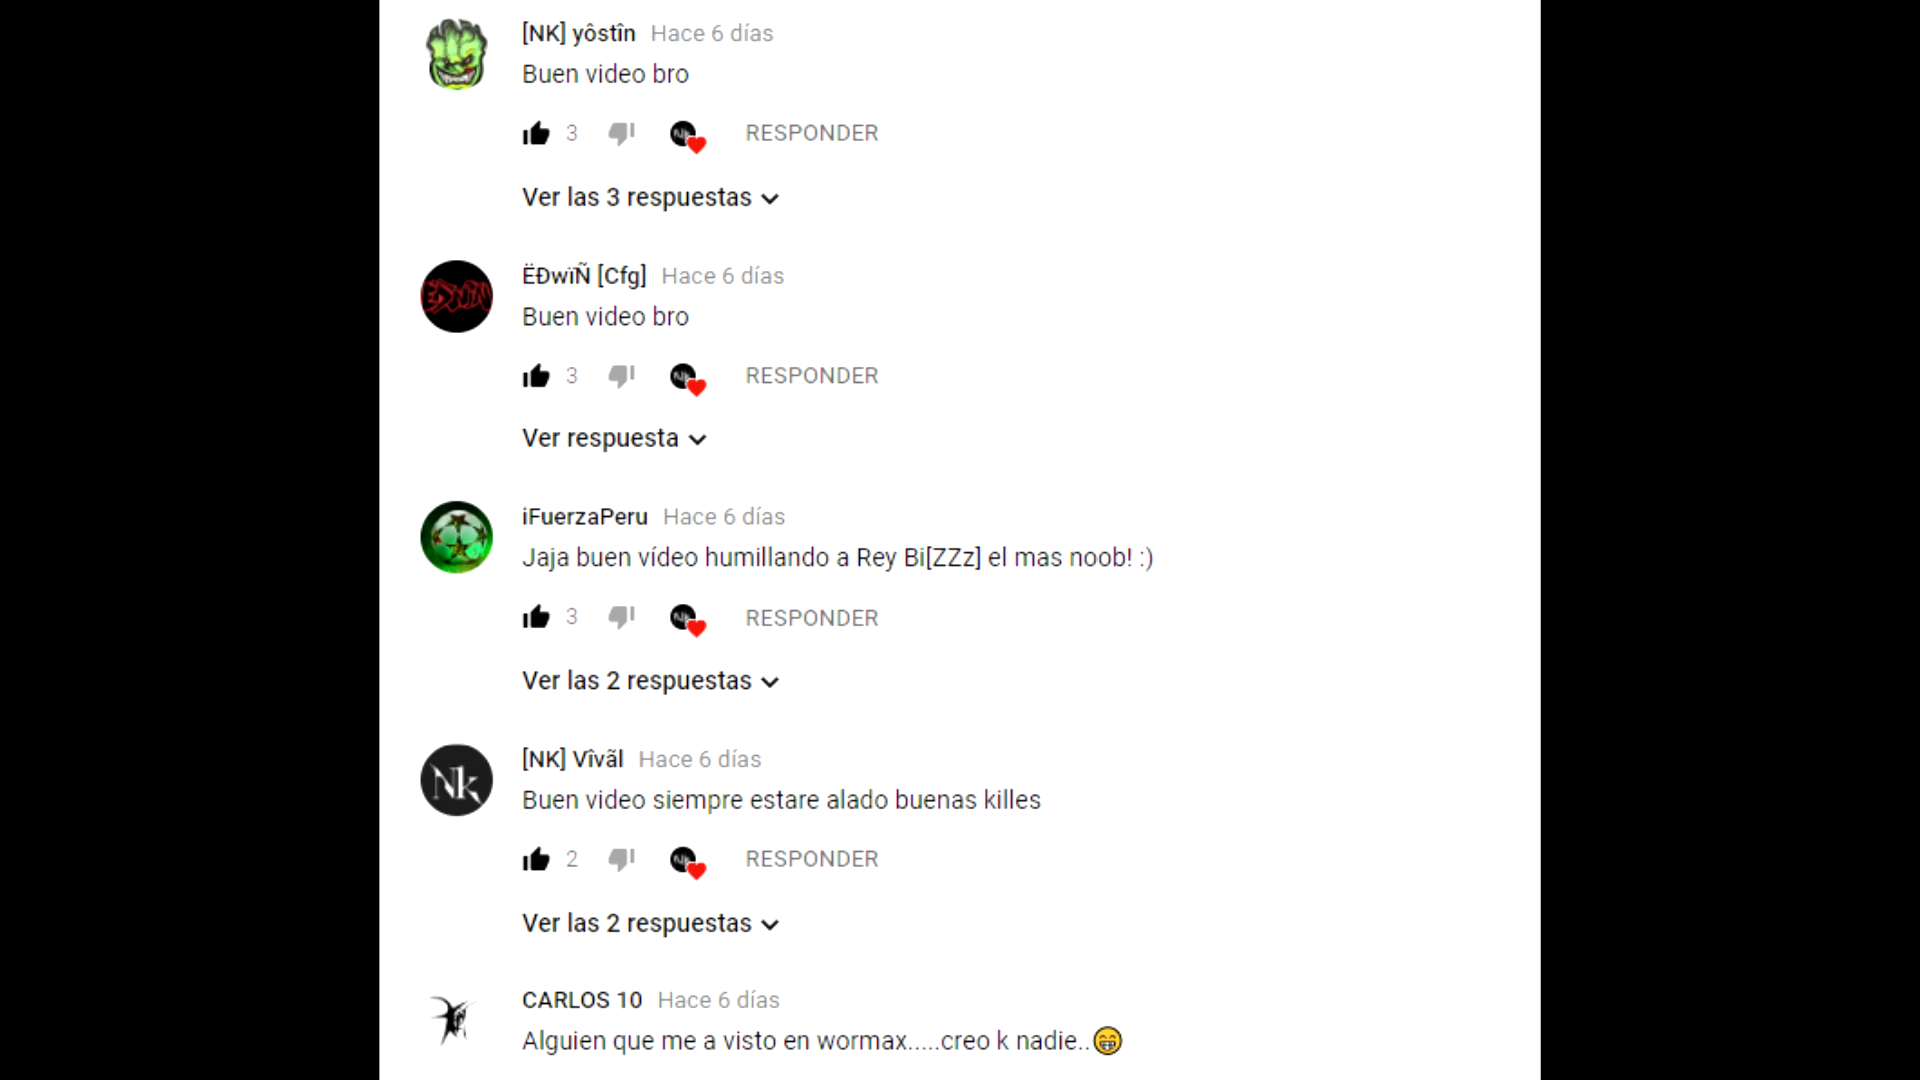 [NK] yôstîn Hace 6 días
Buen video bro
3 RESPONDER
Ver las 3 respuestas
EDWIN
ËÐwïÑ [Cfg] Hace 6 días
Buen video bro
3 RESPONDER
Ver respuesta
iFuerzaPeru Hace 6 días
Jaja buen vídeo humillando a Rey Bi[ZZz] el mas noob! :)
3 RESPONDER
Ver las 2 respuestas
Nk
[NK] Vîvãl Hace 6 días
Buen video siempre estare alado buenas killes
2 RESPONDER
Ver las 2 respuestas
CARLOS 10 Hace 6 días
Alguien que me a visto en wormax.....creo k nadie..😁